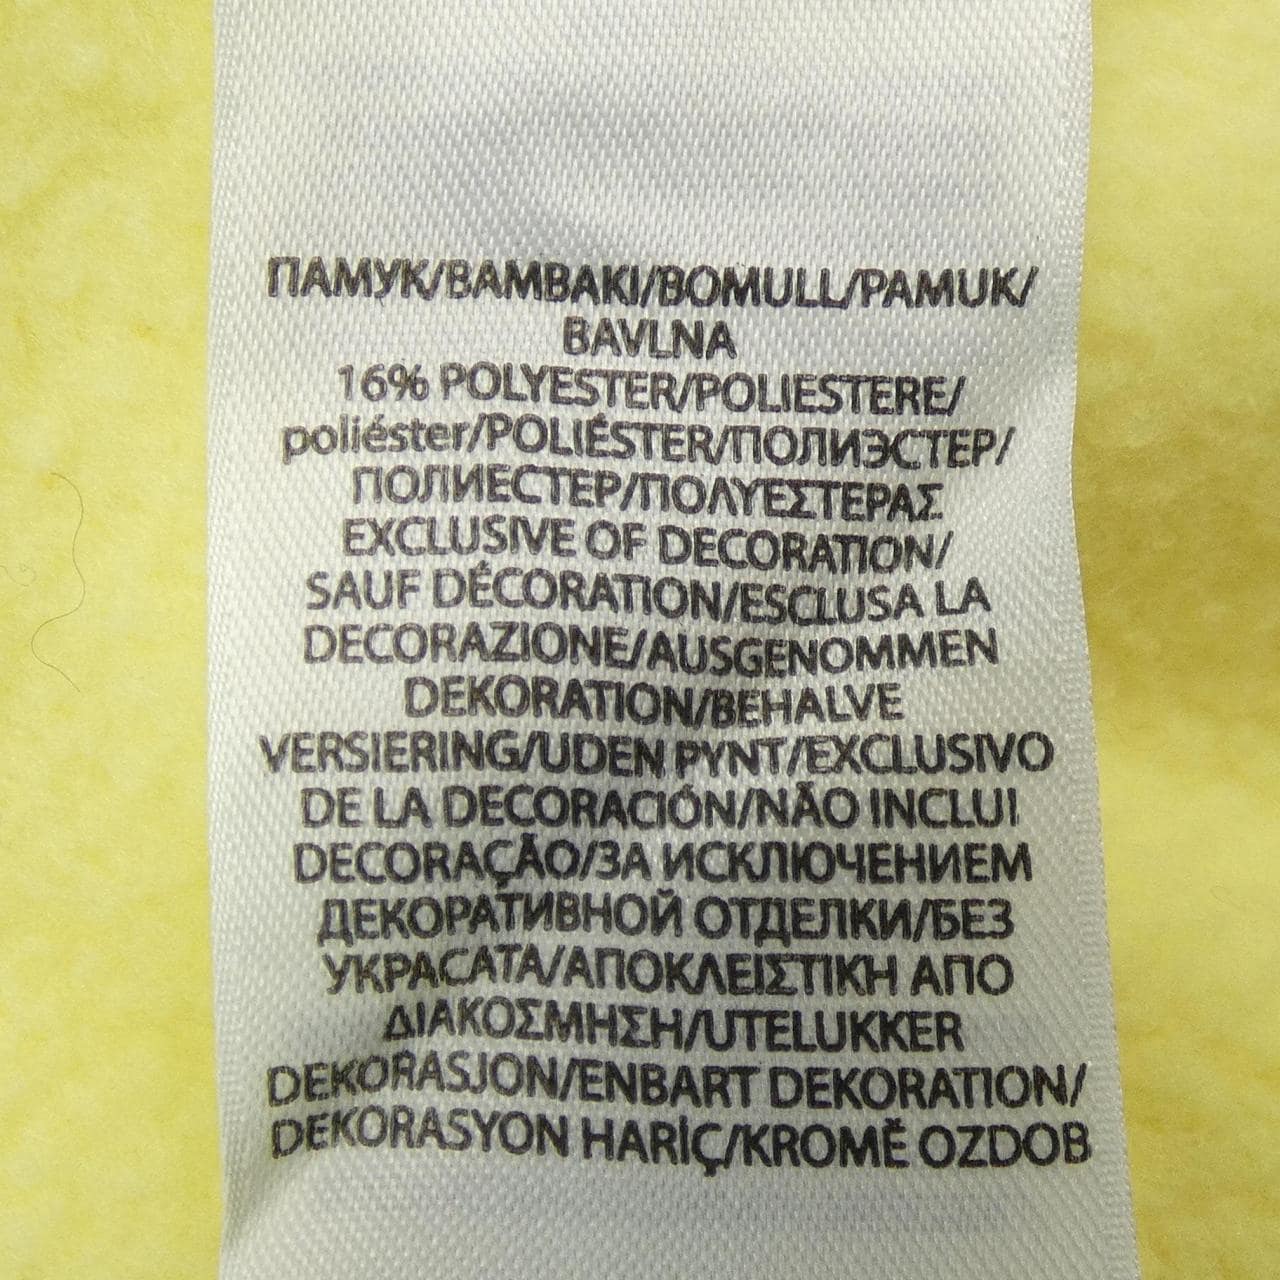 ПАМУК/BAMBAKI/BOMULL/PAMUK/
BAVLNA
16% POLYESTER/POLIESTERE/
poliéster/POLIÉSTER/ПОЛИЭСТЕР/
ПОЛИЕСТЕР/ΠΟΛΥΕΣΤΕΡΑΣ
EXCLUSIVE OF DECORATION/
SAUF DÉCORATION/ESCLUSA LA
DECORAZIONE/AUSGENOMMEN
DEKORATION/BEHALVE
VERSIERING/UDEN PYNT/EXCLUSIVO
DE LA DECORACIÓN/NÃO INCLUI
DECORAÇÃO/ЗА ИСКЛЮЧЕНИЕМ
ДЕКОРАТИВНОЙ ОТДЕЛКИ/БЕЗ
УКРАСАТА/ΑΠΟΚΛΕΙΣΤΙΚΗ ΑΠΟ
ΔΙΑΚΟΣΜΗΣΗ/UTELUKKER
DEKORASJON/ENBART DEKORATION/
DEKORASYON HARİÇ/KROMĚ OZDOB